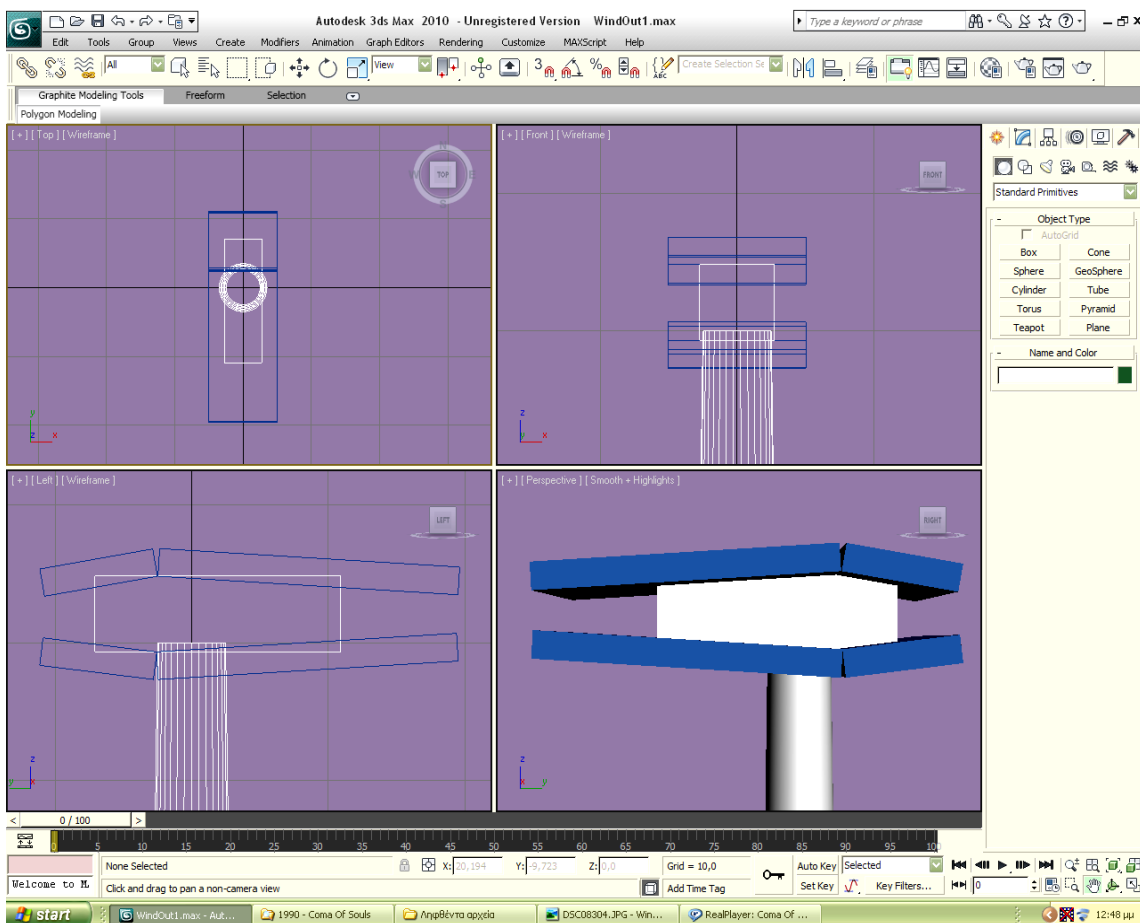 Autodesk 3ds Max 2010 - Unregistered Version WindOut1.max
Type a keyword or phrase
Edit Tools Group Views Create Modifiers Animation Graph Editors Rendering Customize MAXScript Help
All View Create Selection Se
Graphite Modeling Tools Freeform Selection
Polygon Modeling
[ + ] [ Top ] [ Wireframe ]
[ + ] [ Front ] [ Wireframe ]
N
W TOP E
S
FRONT
Standard Primitives
- Object Type
AutoGrid
Box Cone
Sphere GeoSphere
Cylinder Tube
Torus Pyramid
Teapot Plane
- Name and Color
y
z x
z
y x
[ + ] [ Left ] [ Wireframe ]
[ + ] [ Perspective ] [ Smooth + Highlights ]
LEFT
RIGHT
z
y x
z
x y
< 0 / 100 >
0 5 10 15 20 25 30 35 40 45 50 55 60 65 70 75 80 85 90 95 100
None Selected X: 20,194 Y: -9,723 Z: 0,0 Grid = 10,0 Auto Key Selected
Welcome to M. Click and drag to pan a non-camera view Add Time Tag Set Key Key Filters... 0
start WindOut1.max - Aut... 1990 - Coma Of Souls Ληφθέντα αρχεία DSC08304.JPG - Win... RealPlayer: Coma Of ... 12:48 μμ